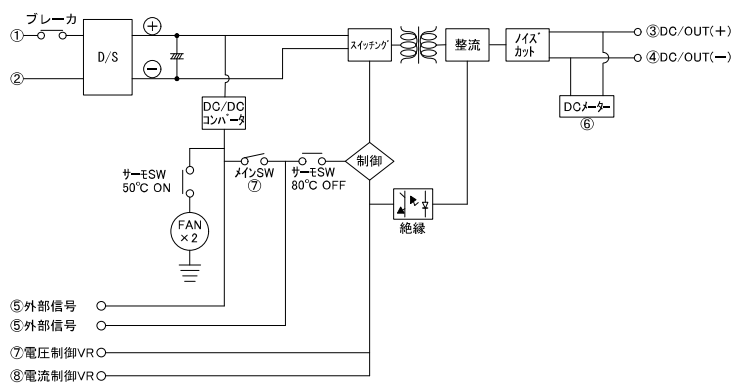 ブレーカ
①
②
D/S
+
−
DC/DC
コンバータ
スイッチング
整流
ノイズ
カット
③DC/OUT(+)
④DC/OUT(−)
DCメーター
⑥
サーモSW
50℃ ON
FAN
×2
メインSW
⑦
サーモSW
80℃ OFF
制御
絶縁
⑤外部信号
⑤外部信号
⑦電圧制御VR
⑧電流制御VR